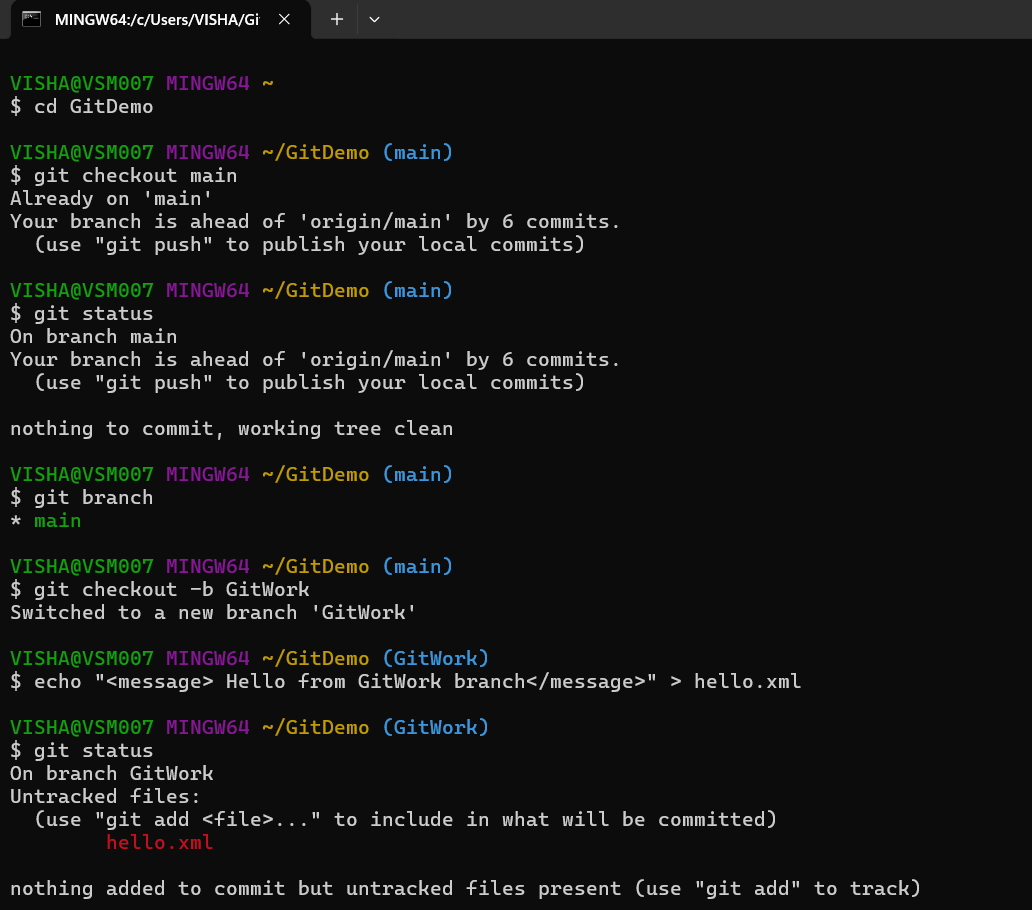 MINGW64:/c/Users/VISHA/Gi
VISHA@VSM007 MINGW64 ~
$ cd GitDemo
VISHA@VSM007 MINGW64 ~/GitDemo (main)
$ git checkout main
Already on 'main'
Your branch is ahead of 'origin/main' by 6 commits.
  (use "git push" to publish your local commits)
VISHA@VSM007 MINGW64 ~/GitDemo (main)
$ git status
On branch main
Your branch is ahead of 'origin/main' by 6 commits.
  (use "git push" to publish your local commits)
nothing to commit, working tree clean
VISHA@VSM007 MINGW64 ~/GitDemo (main)
$ git branch
* main
VISHA@VSM007 MINGW64 ~/GitDemo (main)
$ git checkout -b GitWork
Switched to a new branch 'GitWork'
VISHA@VSM007 MINGW64 ~/GitDemo (GitWork)
$ echo "<message> Hello from GitWork branch</message>" > hello.xml
VISHA@VSM007 MINGW64 ~/GitDemo (GitWork)
$ git status
On branch GitWork
Untracked files:
  (use "git add <file>..." to include in what will be committed)
        hello.xml
nothing added to commit but untracked files present (use "git add" to track)